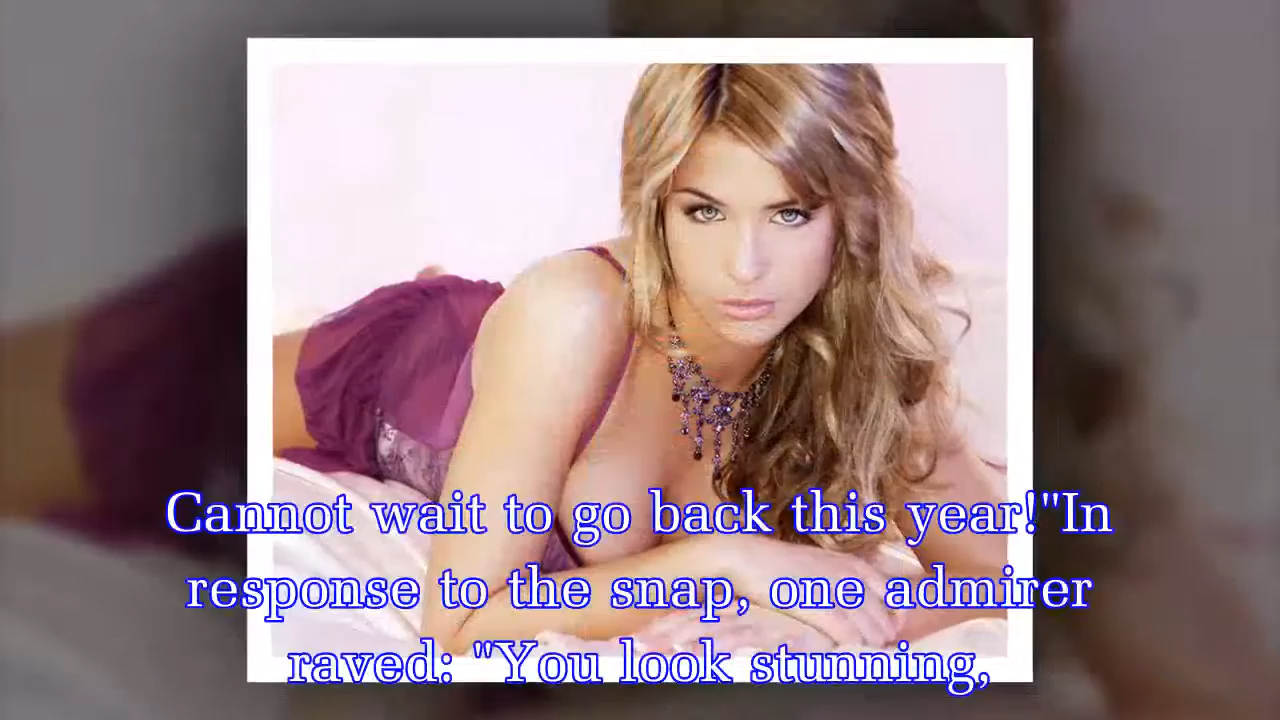 Cannot wait to go back this year!"In
response to the snap, one admirer
raved: "You look stunning,